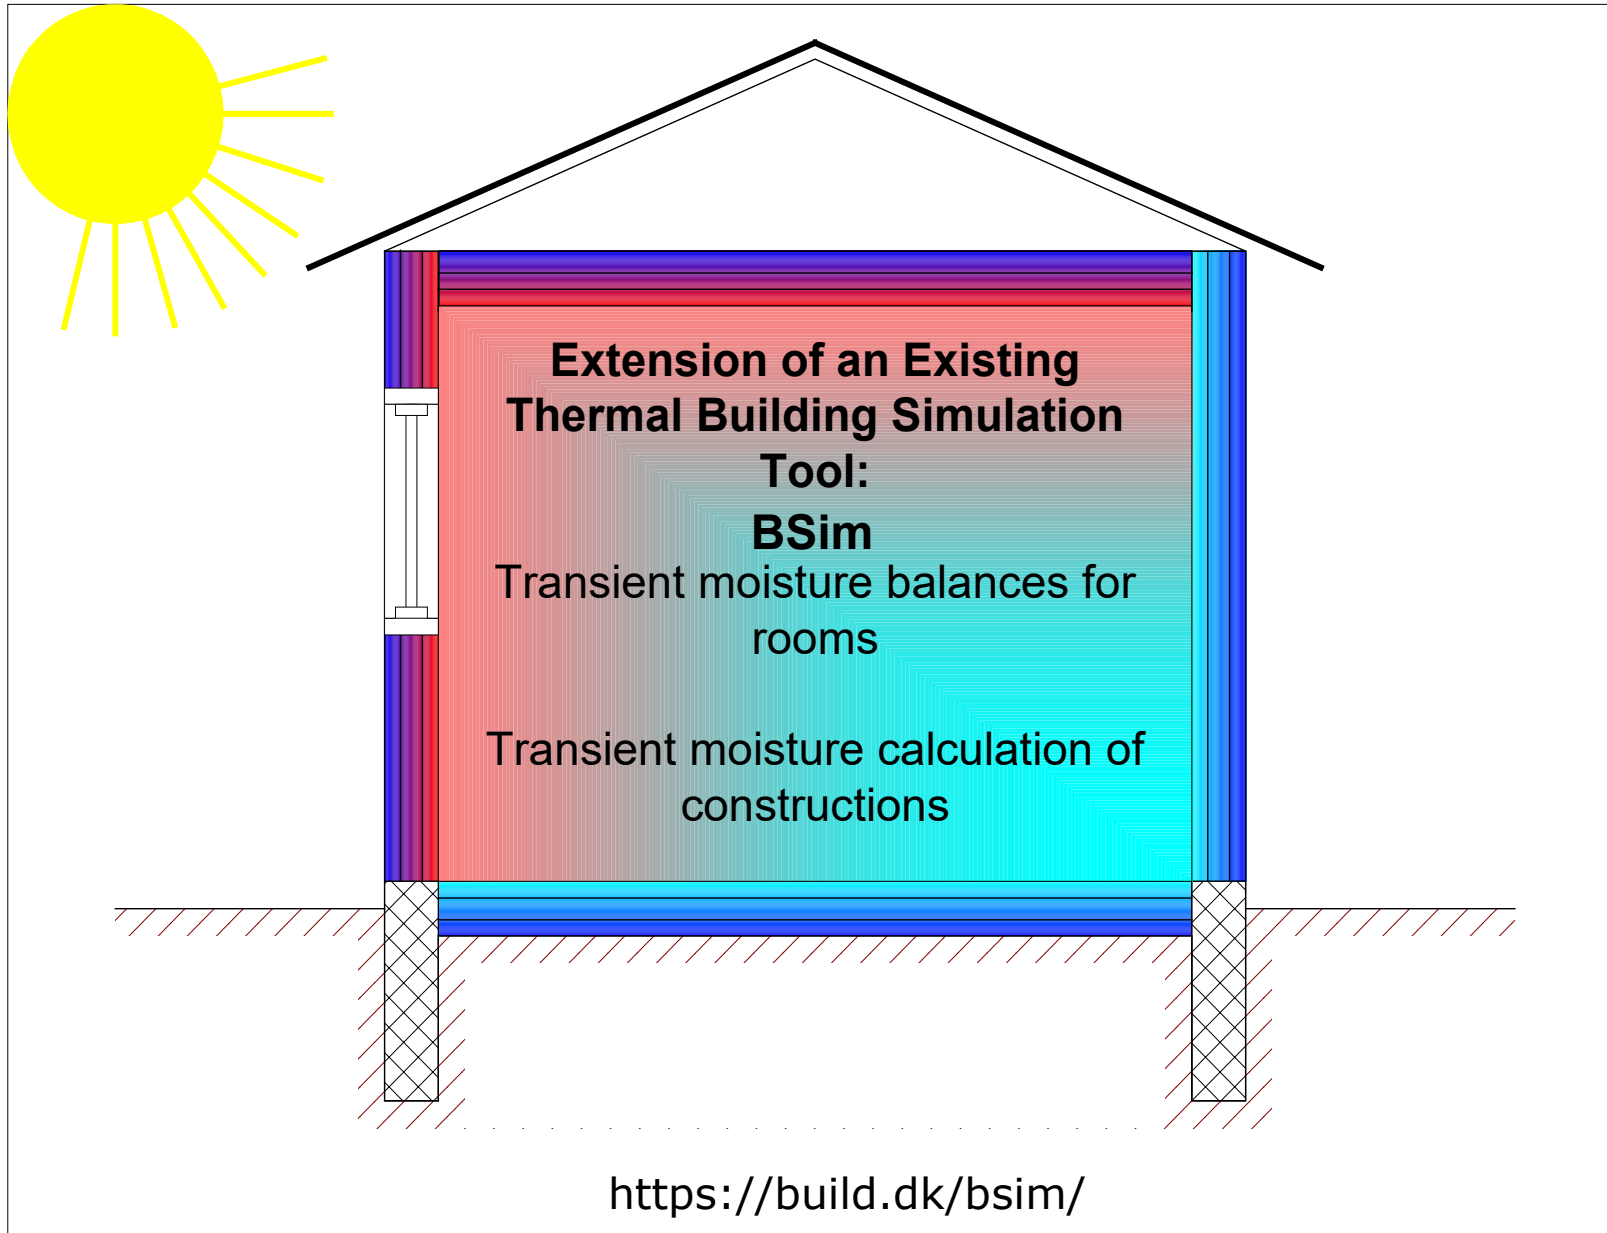 Extension of an Existing
Thermal Building Simulation
Tool:
BSim
Transient moisture balances for
rooms
Transient moisture calculation of
constructions
https://build.dk/bsim/